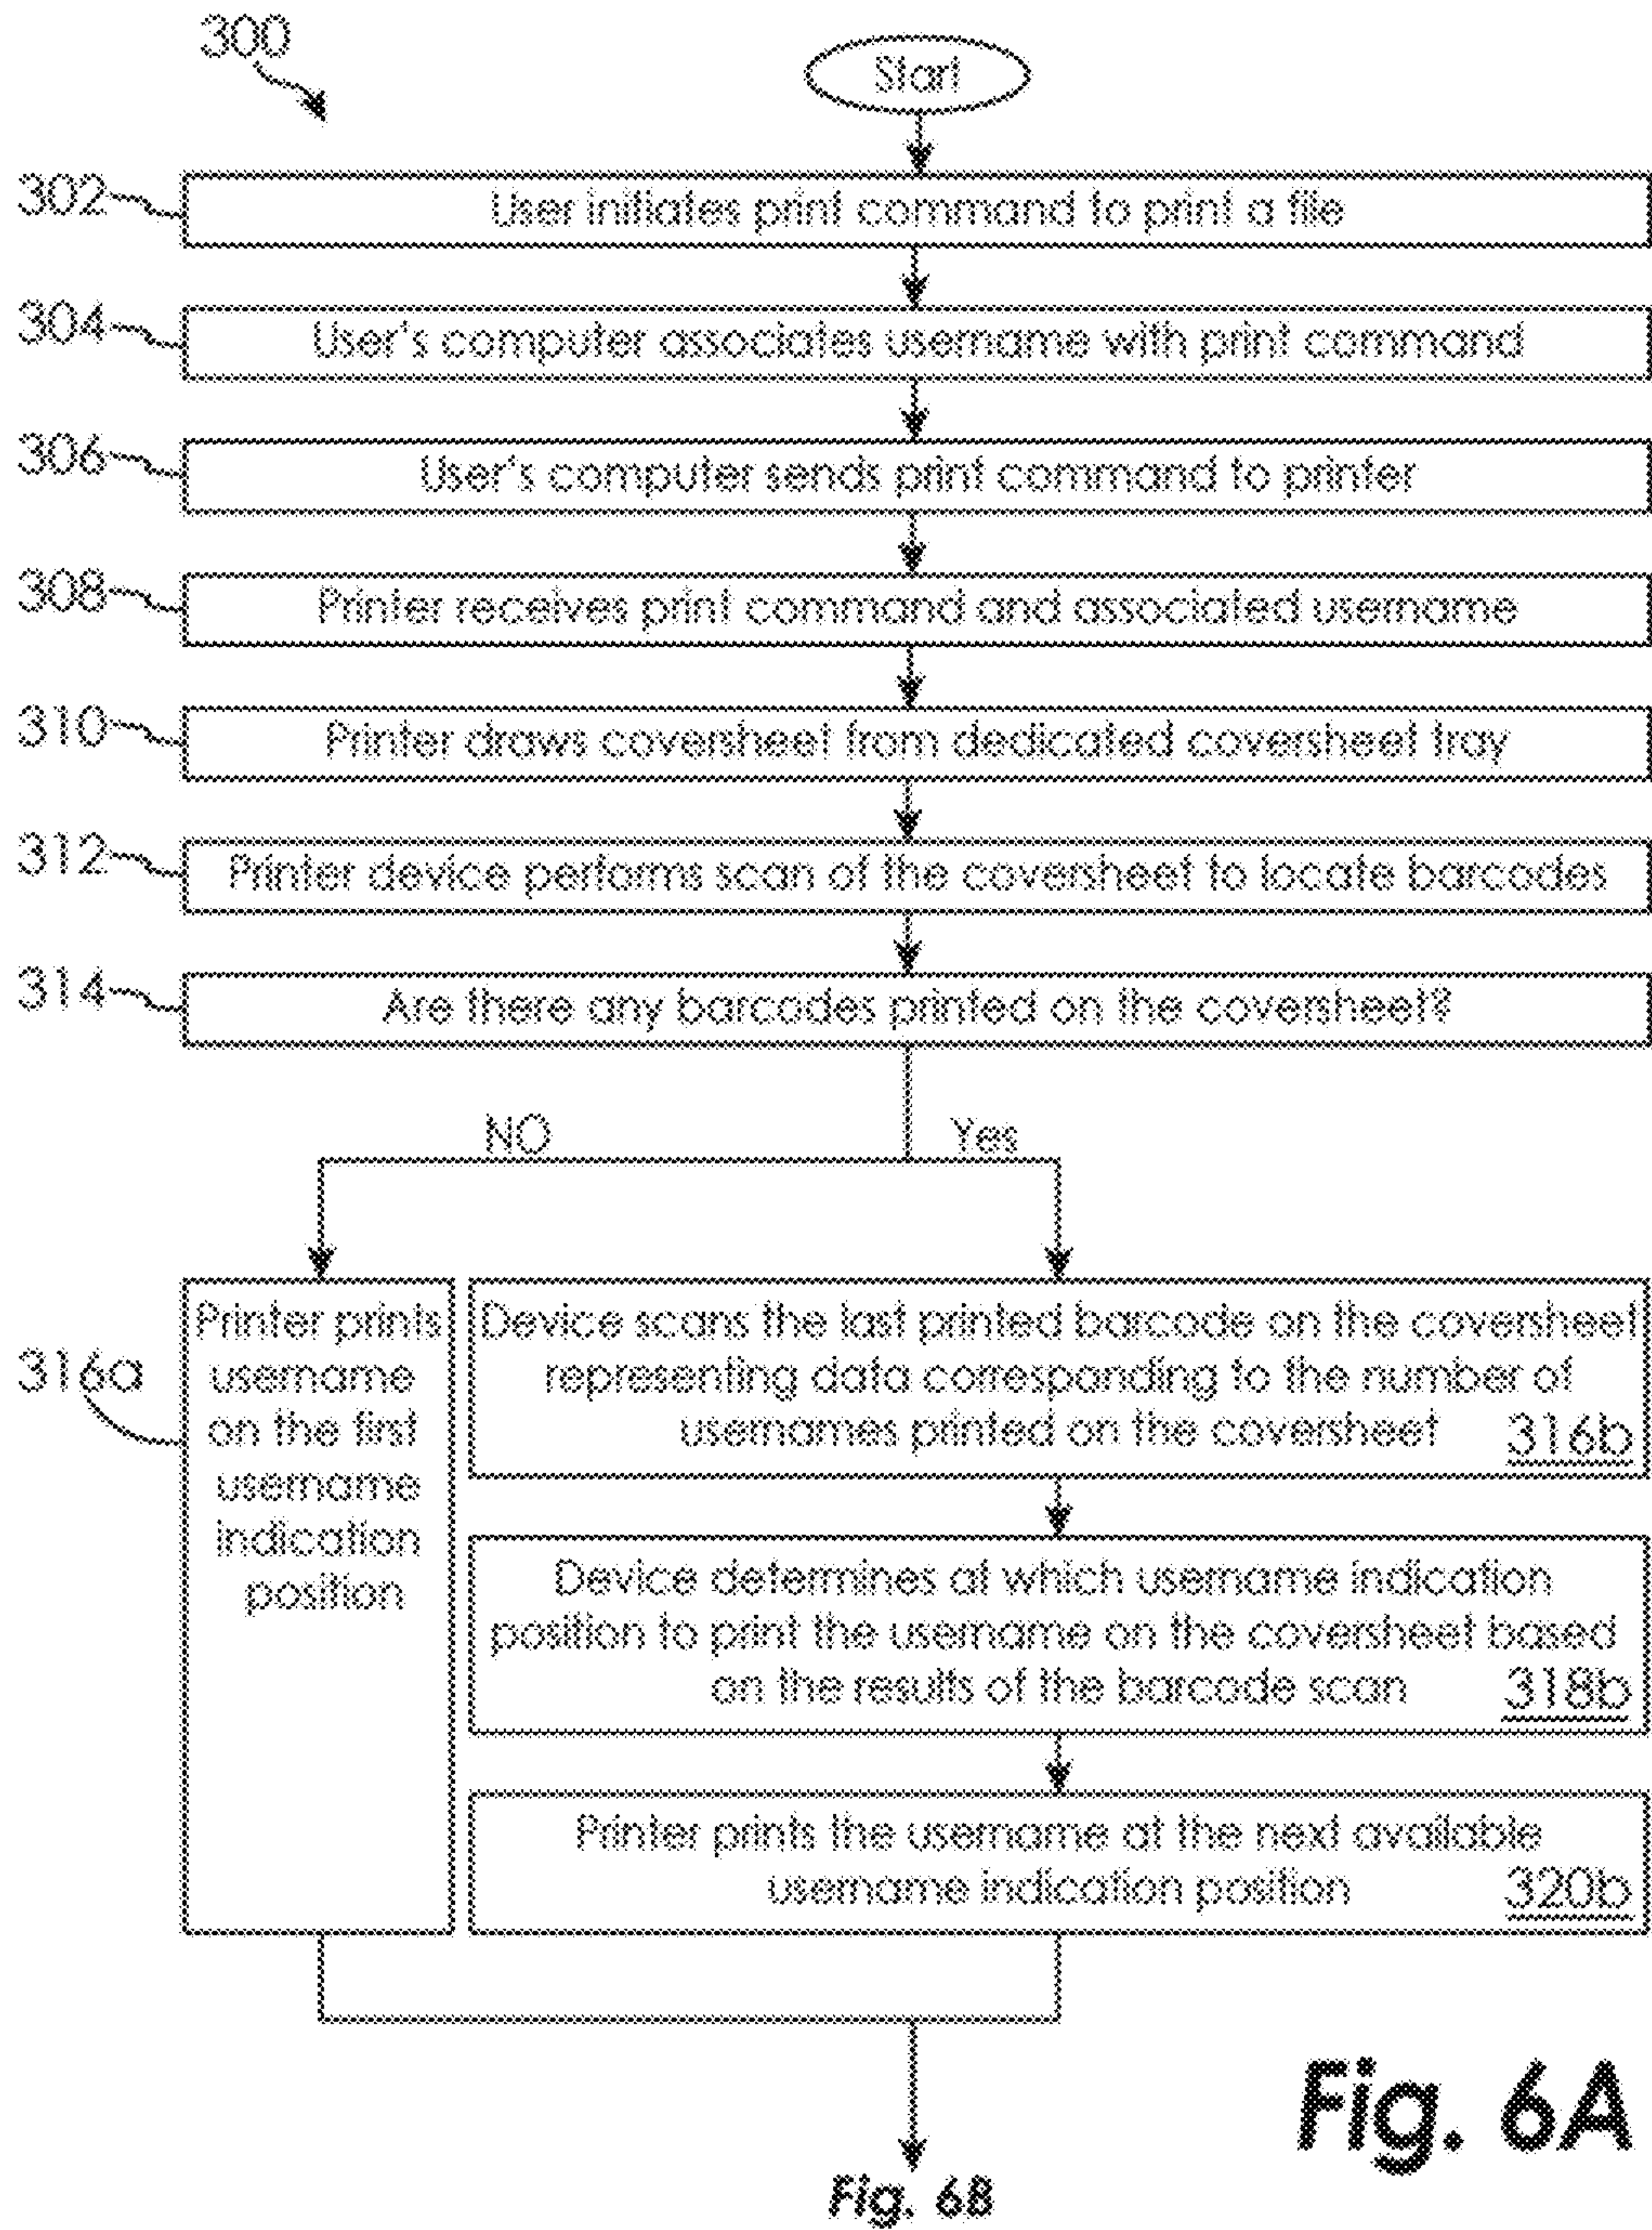 300
Start
302
User initiates print command to print a file
304
User's computer associates username with print command
306
User's computer sends print command to printer
308
Printer receives print command and associated username
310
Printer draws coversheet from dedicated coversheet tray
312
Printer device performs scan of the coversheet to locate barcodes
314
Are there any barcodes printed on the coversheet?
NO
Yes
316a
Printer prints
username
on the first
username
indication
position
Device scans the last printed barcode on the coversheet
representing data corresponding to the number of
usernames printed on the coversheet 316b
Device determines at which username indication
position to print the username on the coversheet based
on the results of the barcode scan 318b
Printer prints the username at the next available
username indication position 320b
Fig. 6B
Fig. 6A